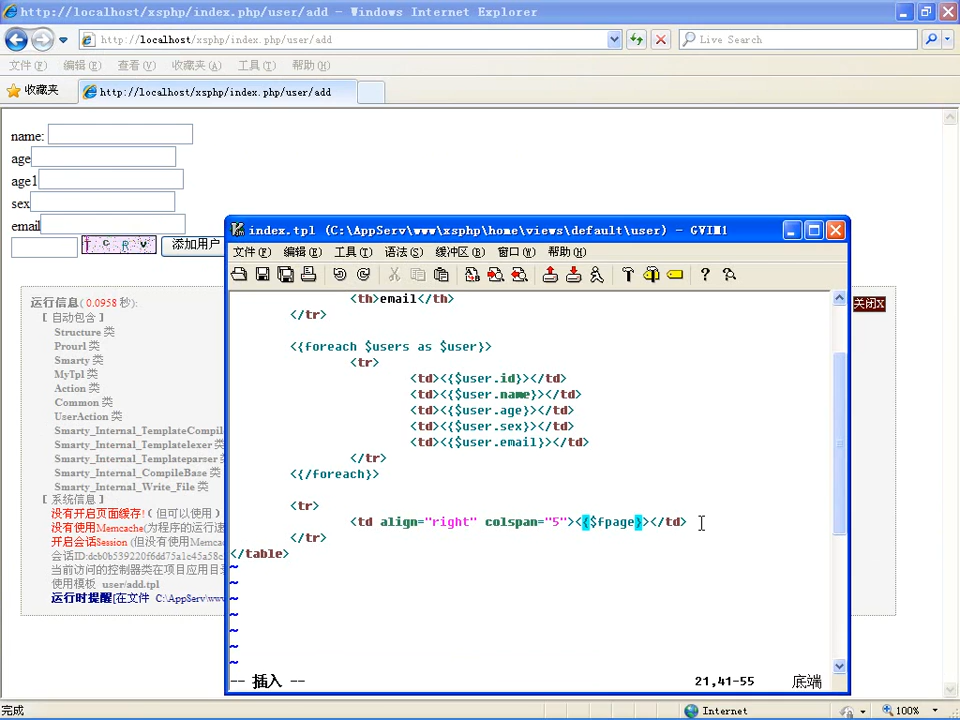 http://localhost/xsphp/index.php/user/add - Windows Internet Explorer
http://localhost/xsphp/index.php/user/add
Live Search
文件(F) 编辑(E) 查看(V) 收藏夹(A) 工具(T) 帮助(H)
收藏夹 http://localhost/xsphp/index.php/user/add
name:
age
age1
sex
email
添加用户
运行信息( 0.0958 秒):
关闭X
[ 自动包含 ]
Structure 类
Prourl 类
Smarty 类
MyTpl 类
Action 类
Common 类
UserAction 类
Smarty_Internal_TemplateCompil
Smarty_Internal_Templatelexer 类
Smarty_Internal_Templateparser
Smarty_Internal_CompileBase 类
Smarty_Internal_Write_File 类
[ 系统信息 ]
没有开启页面缓存!( 但可以使用 )
没有使用Memcache(为程序的运行速
开启会话Session (但没有使用Memcac
会话ID:dcb0b539220f6dd75a1c45a58c
当前访问的控制器类在项目应用目录
使用模板 user/add.tpl
运行时提醒[在文件 C:\AppServ\www
index.tpl (C:\AppServ\www\xsphp\home\views\default\user) - GVIM1
文件(F) 编辑(E) 工具(T) 语法(S) 缓冲区(B) 窗口(W) 帮助(H)
<th>email</th>
</tr>
<{foreach $users as $user}>
<tr>
<td><{$user.id}></td>
<td><{$user.name}></td>
<td><{$user.age}></td>
<td><{$user.sex}></td>
<td><{$user.email}></td>
</tr>
<{/foreach}>
<tr>
<td align="right" colspan="5"><{$fpage}></td>
</tr>
</table>
~
~
~
~
~
~
~
-- 插入 -- 21,41-55 底端
完成 Internet 100%